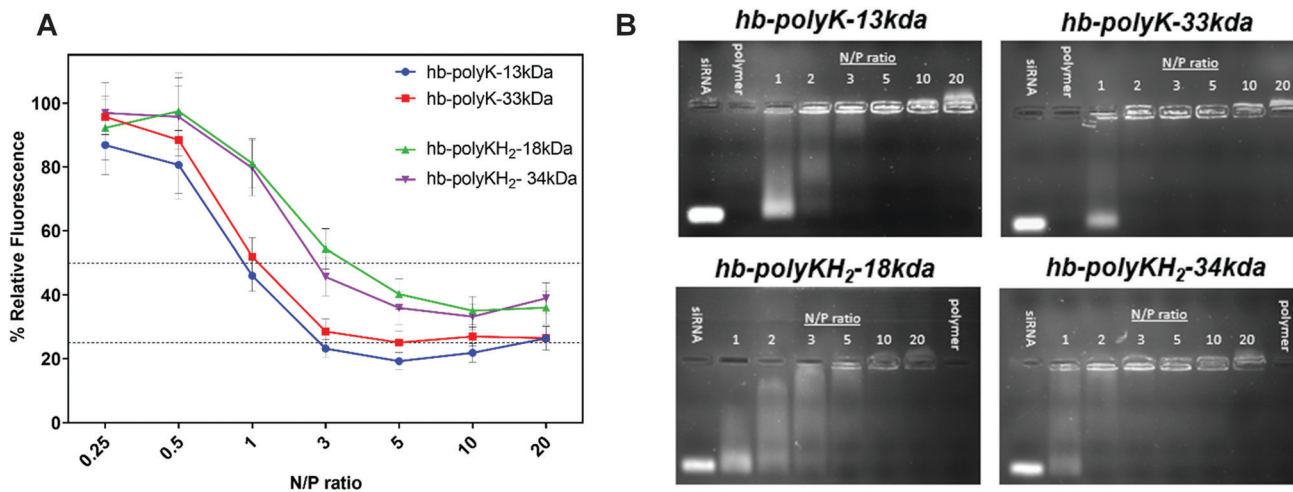 A
% Relative Fluorescence
100
80
60
40
20
0
0.25 0.5 1 3 5 10 20
N/P ratio
hb-polyK-13kDa
hb-polyK-33kDa
hb-polyKH2-18kDa
hb-polyKH2- 34kDa
B
hb-polyK-13kda
siRNA polymer N/P ratio
1 2 3 5 10 20
hb-polyK-33kda
siRNA Polymer N/P ratio
1 2 3 5 10 20
hb-polyKH2-18kda
siRNA N/P ratio polymer
1 2 3 5 10 20
hb-polyKH2-34kda
siRNA N/P ratio polymer
1 2 3 5 10 20